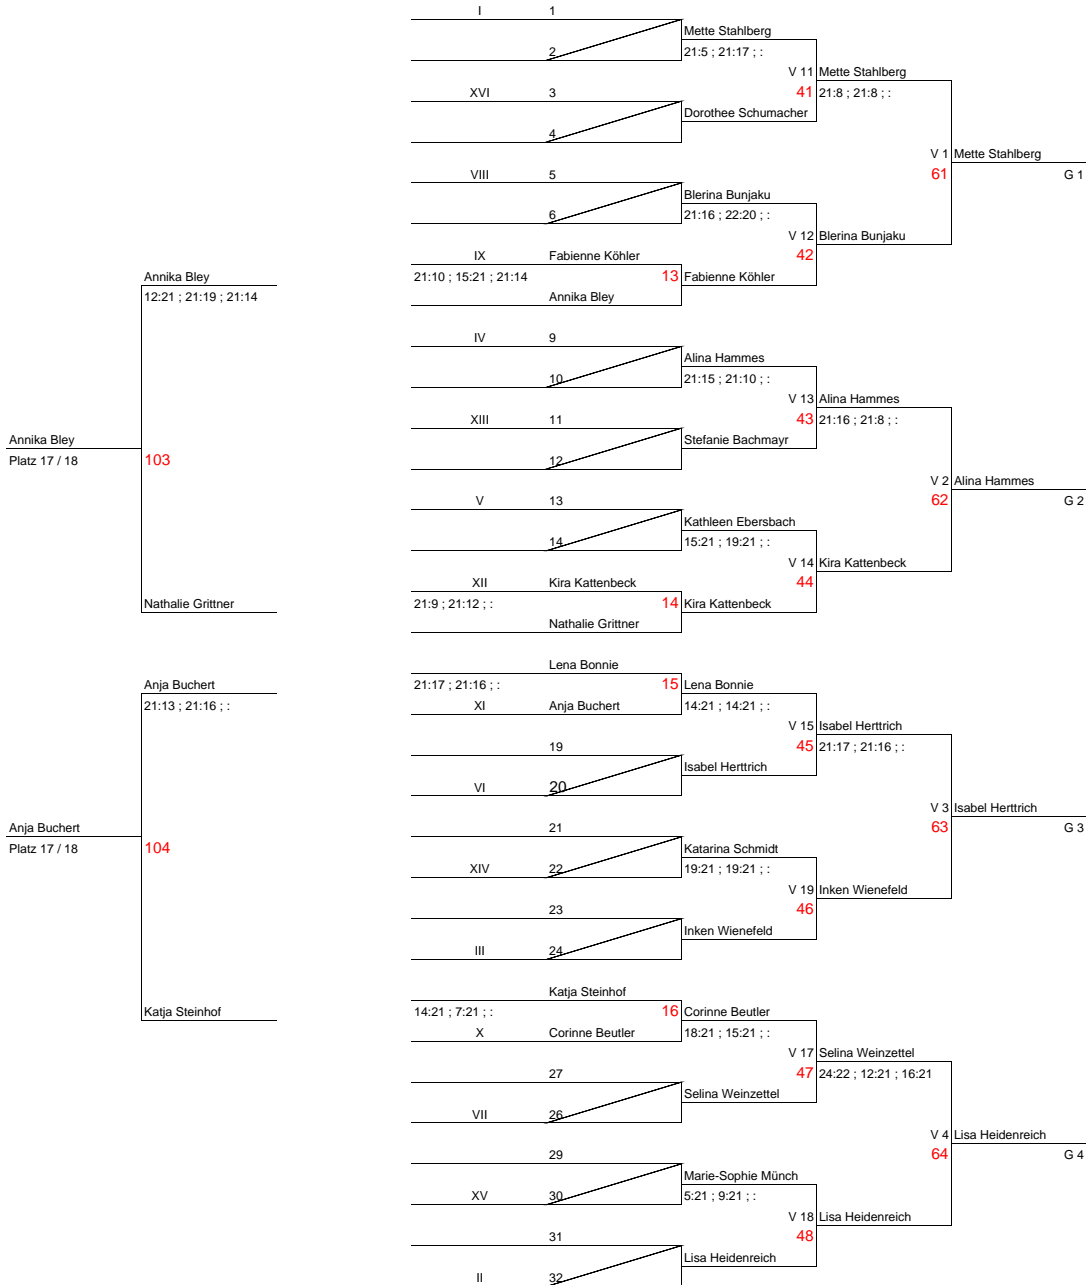 I 1
Mette Stahlberg
2 21:5 ; 21:17 ; :
V 11 Mette Stahlberg
XVI 3 41 21:8 ; 21:8 ; :
Dorothee Schumacher
4
V 1 Mette Stahlberg
VIII 5 61 G 1
Blerina Bunjaku
6 21:16 ; 22:20 ; :
V 12 Blerina Bunjaku
IX Fabienne Köhler 42
Annika Bley 21:10 ; 15:21 ; 21:14 13 Fabienne Köhler
12:21 ; 21:19 ; 21:14 Annika Bley
IV 9
Alina Hammes
10 21:15 ; 21:10 ; :
V 13 Alina Hammes
XIII 11 43 21:16 ; 21:8 ; :
Annika Bley Stefanie Bachmayr
Platz 17 / 18 103 12
V 2 Alina Hammes
V 13 62 G 2
Kathleen Ebersbach
14 15:21 ; 19:21 ; :
V 14 Kira Kattenbeck
XII Kira Kattenbeck 44
Nathalie Grittner 21:9 ; 21:12 ; : 14 Kira Kattenbeck
Nathalie Grittner
Lena Bonnie
Anja Buchert 21:17 ; 21:16 ; : 15 Lena Bonnie
21:13 ; 21:16 ; : XI Anja Buchert 14:21 ; 14:21 ; :
V 15 Isabel Herttrich
19 45 21:17 ; 21:16 ; :
Isabel Herttrich
VI 20
V 3 Isabel Herttrich
Anja Buchert 21 63 G 3
Platz 17 / 18 104 Katarina Schmidt
XIV 22 19:21 ; 19:21 ; :
V 19 Inken Wienefeld
23 46
Inken Wienefeld
III 24
Katja Steinhof
Katja Steinhof 14:21 ; 7:21 ; : 16 Corinne Beutler
X Corinne Beutler 18:21 ; 15:21 ; :
V 17 Selina Weinzettel
27 47 24:22 ; 12:21 ; 16:21
Selina Weinzettel
VII 26
V 4 Lisa Heidenreich
29 64 G 4
Marie-Sophie Münch
XV 30 5:21 ; 9:21 ; :
V 18 Lisa Heidenreich
31 48
Lisa Heidenreich
II 32